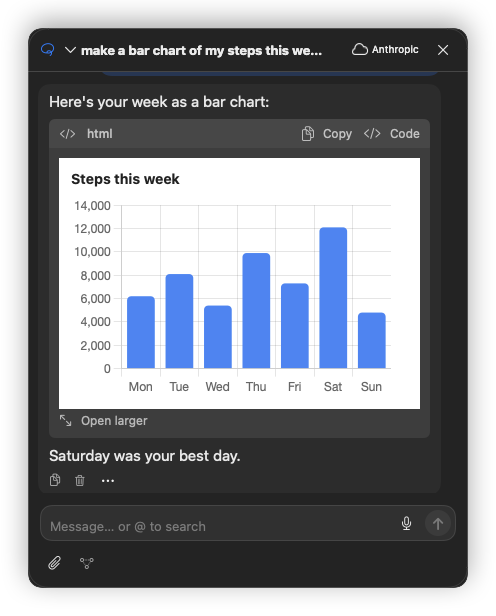 make a bar chart of my steps this we...
Anthropic
Here's your week as a bar chart:
</> html
Copy
</> Code
Steps this week
14,000
12,000
10,000
8,000
6,000
4,000
2,000
0
Mon Tue Wed Thu Fri Sat Sun
Open larger
Saturday was your best day.
Message... or @ to search